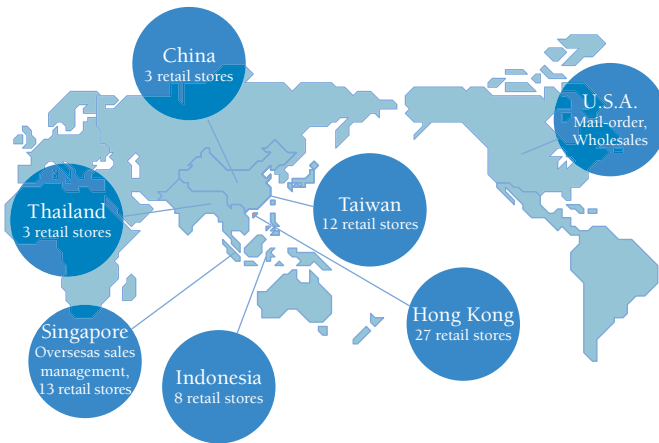 China
3 retail stores
U.S.A.
Mail-order,
Wholesales
Thailand
3 retail stores
Taiwan
12 retail stores
Hong Kong
27 retail stores
Singapore
Oversesas sales
management,
13 retail stores
Indonesia
8 retail stores